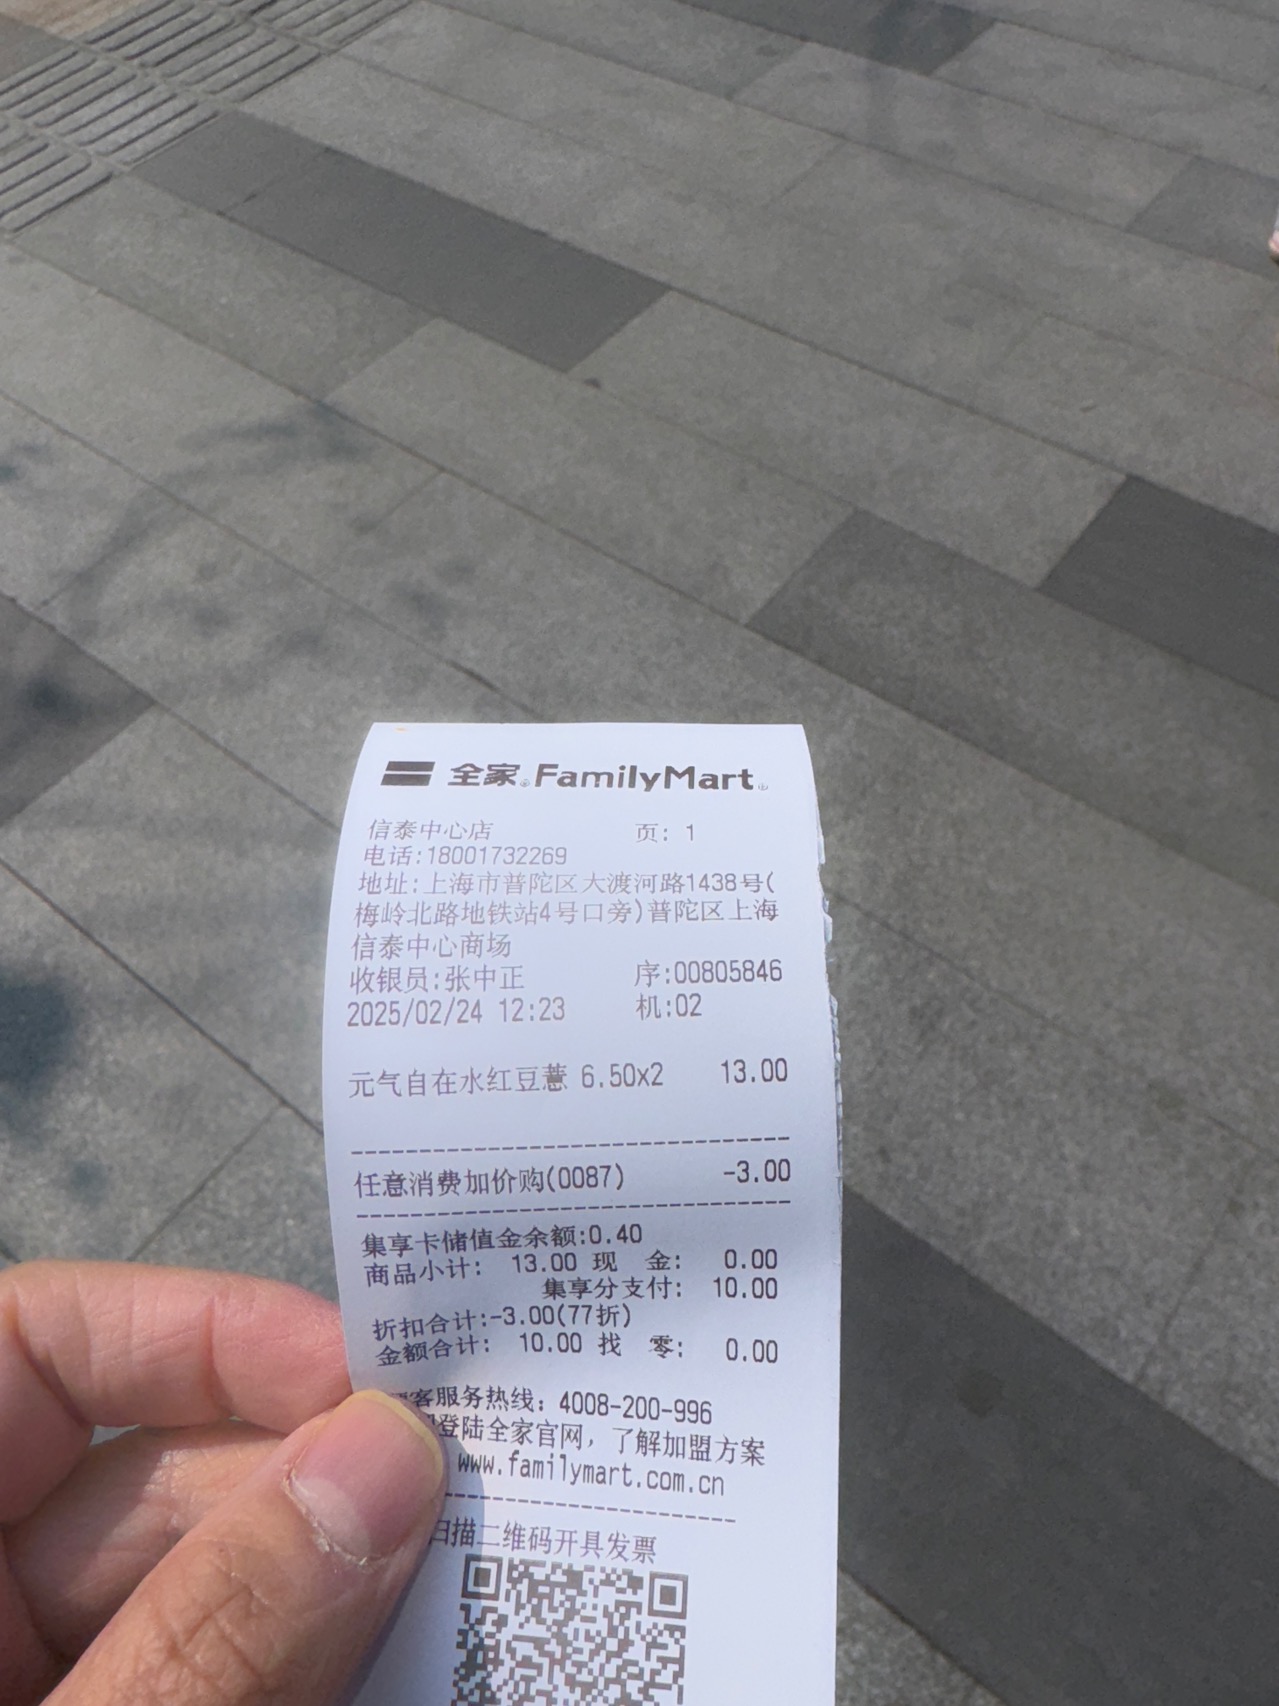 全家 FamilyMart
信泰中心店 页: 1
电话:18001732269
地址:上海市普陀区大渡河路1438号(
梅岭北路地铁站4号口旁)普陀区上海
信泰中心商场
收银员:张中正 序:00805846
2025/02/24 12:23 机:02
元气自在水红豆薏 6.50x2 13.00
任意消费加价购(0087) -3.00
集享卡储值金余额:0.40
商品小计: 13.00 现 金: 0.00
集享分支付: 10.00
折扣合计:-3.00(77折)
金额合计: 10.00 找 零: 0.00
客服务热线: 4008-200-996
登陆全家官网，了解加盟方案
www.familymart.com.cn
扫描二维码开具发票